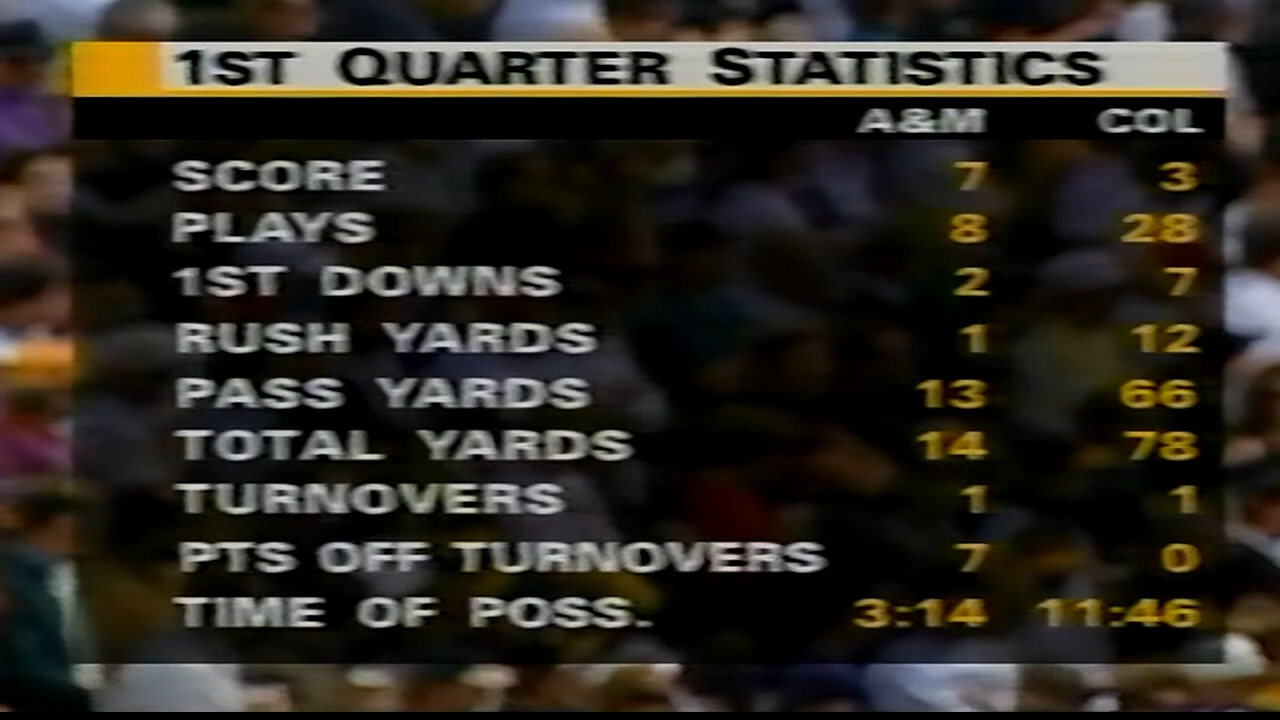 1ST QUARTER STATISTICS
A&M COL
SCORE 7 3
PLAYS 8 28
1ST DOWNS 2 7
RUSH YARDS 1 12
PASS YARDS 13 66
TOTAL YARDS 14 78
TURNOVERS 1 1
PTS OFF TURNOVERS 7 0
TIME OF POSS. 3:14 11:46